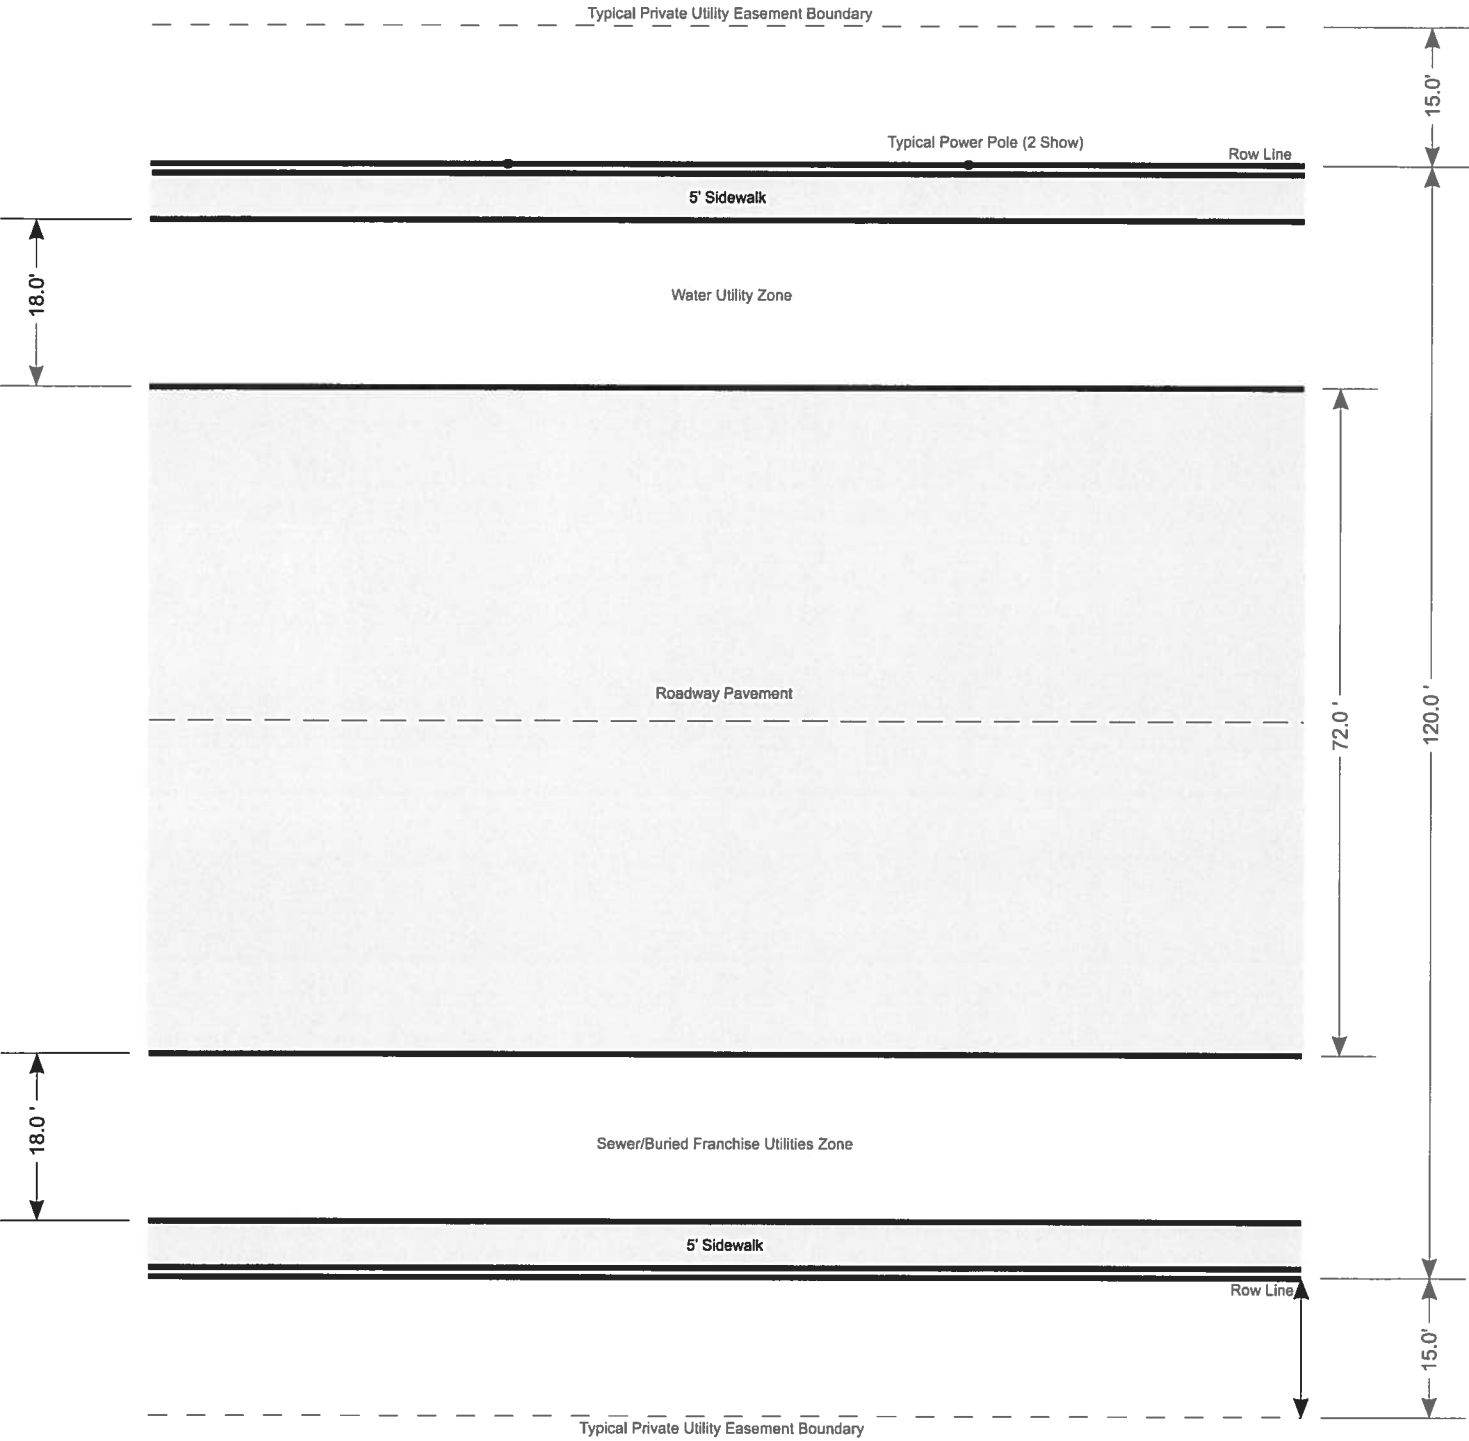 Typical Private Utility Easement Boundary
15.0'
Typical Power Pole (2 Show)
Row Line
5' Sidewalk
18.0'
Water Utility Zone
Roadway Pavement
72.0 '
120.0 '
18.0 '
Sewer/Buried Franchise Utilities Zone
5' Sidewalk
Row Line
15.0'
Typical Private Utility Easement Boundary